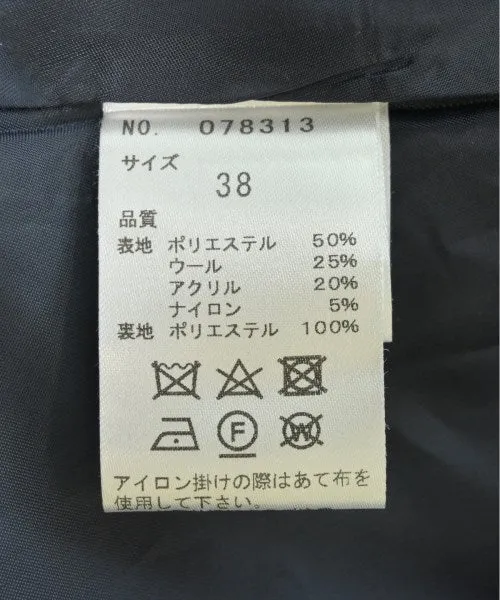 NO. 078313
サイズ
38
品質
表地 ポリエステル 50%
ウール 25%
アクリル 20%
ナイロン 5%
裏地 ポリエステル 100%
F W
アイロン掛けの際はあて布を
使用して下さい。